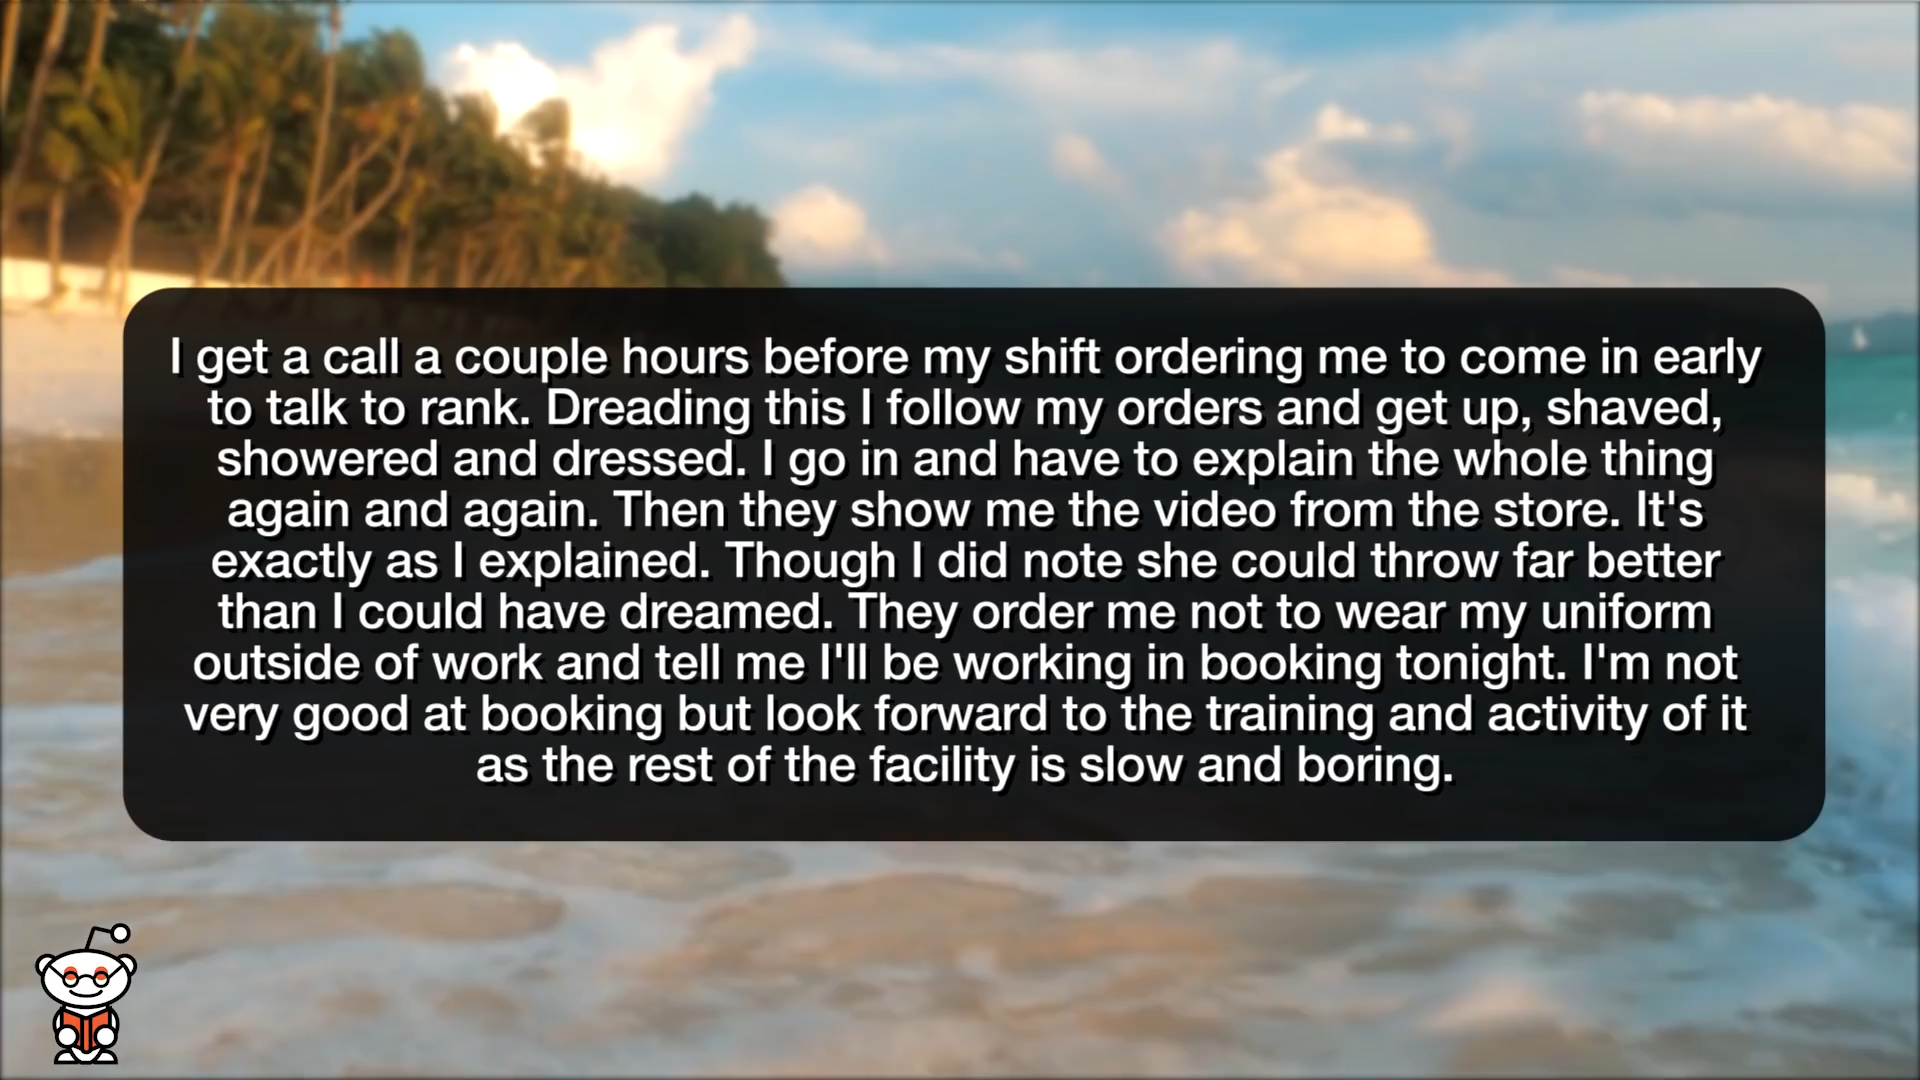 I get a call a couple hours before my shift ordering me to come in early
to talk to rank. Dreading this I follow my orders and get up, shaved,
showered and dressed. I go in and have to explain the whole thing
again and again. Then they show me the video from the store. It's
exactly as I explained. Though I did note she could throw far better
than I could have dreamed. They order me not to wear my uniform
outside of work and tell me I'll be working in booking tonight. I'm not
very good at booking but look forward to the training and activity of it
as the rest of the facility is slow and boring.